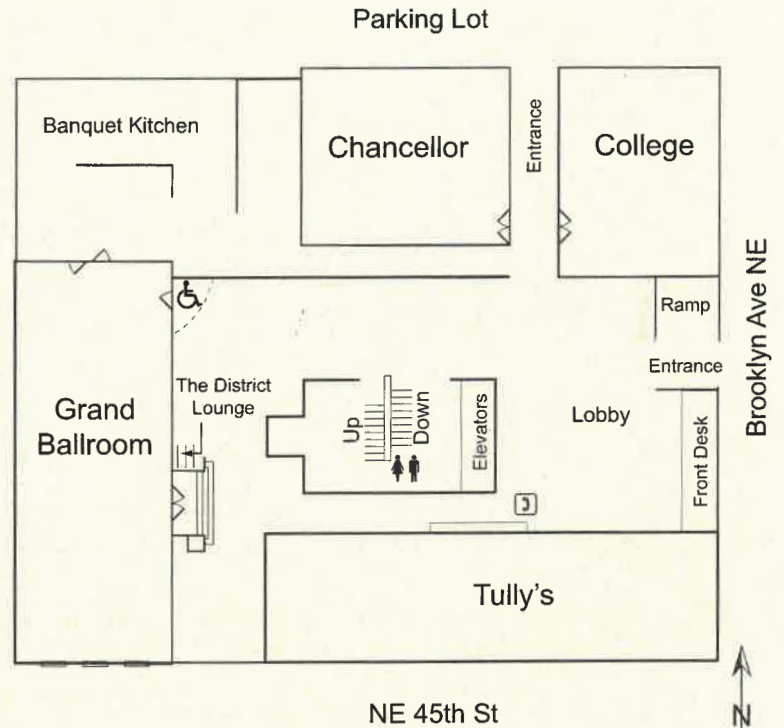 Parking Lot
Banquet Kitchen
Chancellor
Entrance
College
Brooklyn Ave NE
Ramp
Entrance
The District
Lounge
Grand
Ballroom
Up
Down
Elevators
Lobby
Front Desk
Tully's
NE 45th St
N